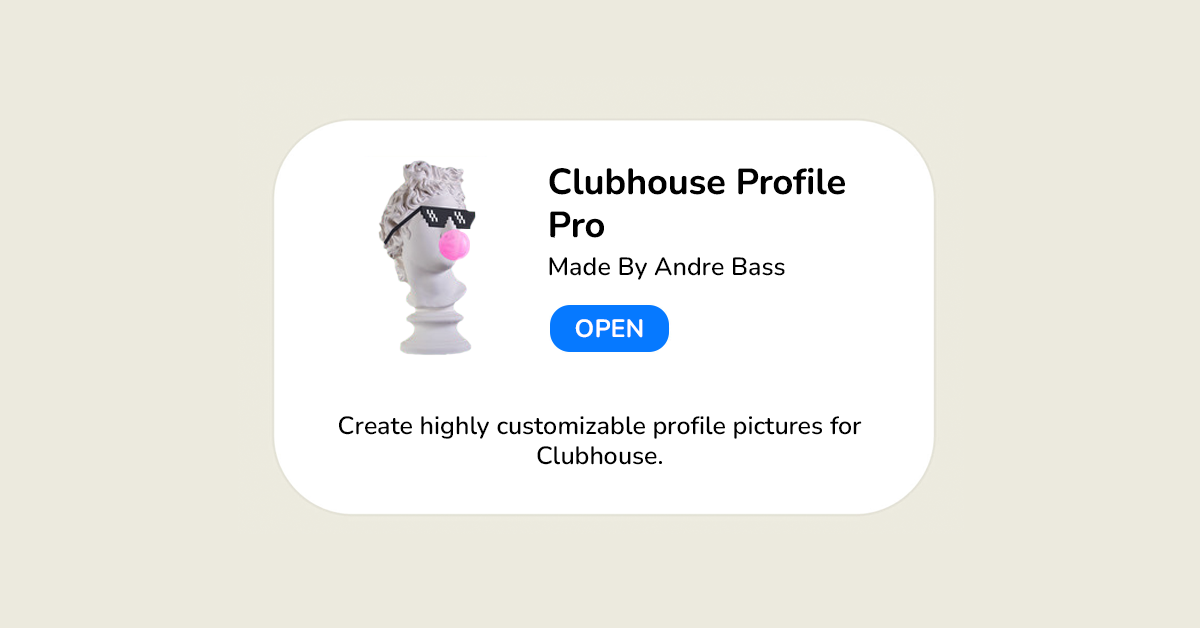 Clubhouse Profile
Pro
Made By Andre Bass
OPEN
Create highly customizable profile pictures for
Clubhouse.